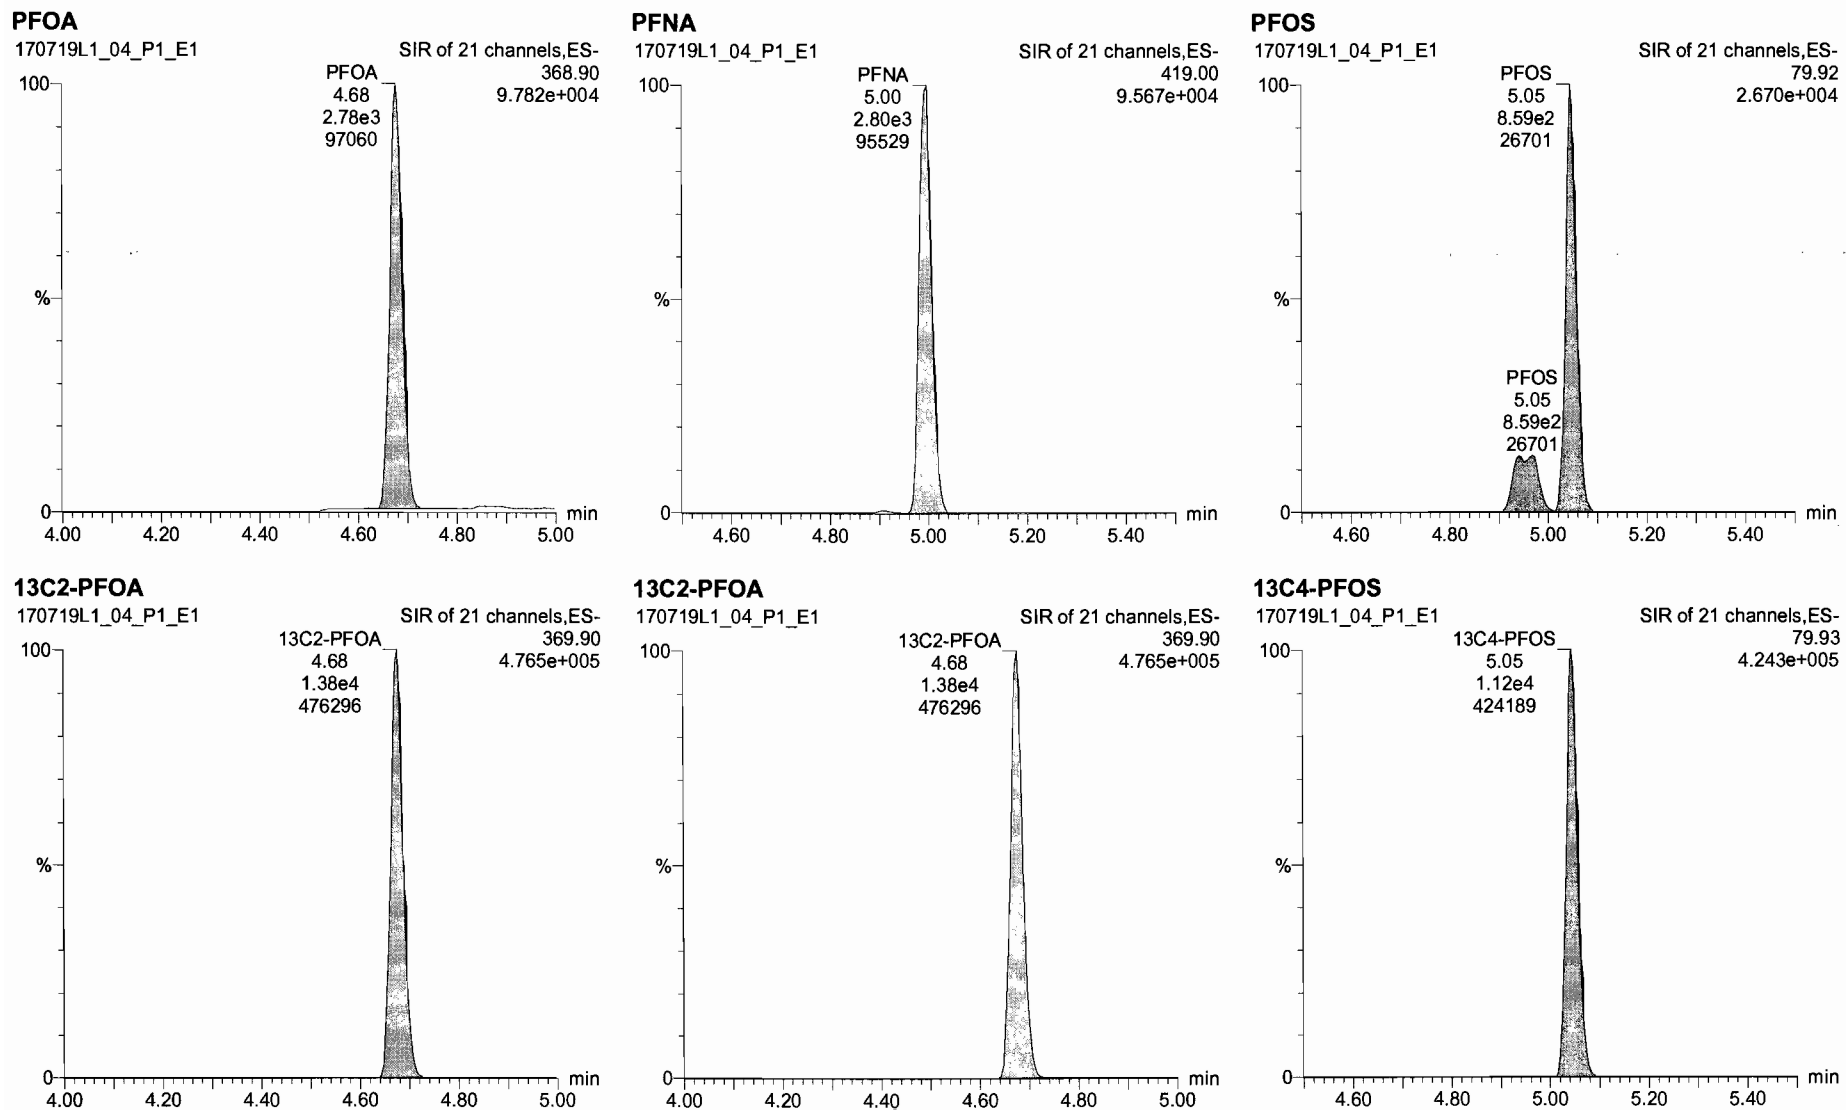 PFOA
170719L1_04_P1_E1
SIR of 21 channels,ES-
368.90
9.782e+004
PFOA
4.68
2.78e3
97060
100
%
0
min
4.00 4.20 4.40 4.60 4.80 5.00
PFNA
170719L1_04_P1_E1
SIR of 21 channels,ES-
419.00
9.567e+004
PFNA
5.00
2.80e3
95529
100
%
0
min
4.60 4.80 5.00 5.20 5.40
PFOS
170719L1_04_P1_E1
SIR of 21 channels,ES-
79.92
2.670e+004
PFOS
5.05
8.59e2
26701
PFOS
5.05
8.59e2
26701
100
%
0
min
4.60 4.80 5.00 5.20 5.40
13C2-PFOA
170719L1_04_P1_E1
SIR of 21 channels,ES-
369.90
4.765e+005
13C2-PFOA
4.68
1.38e4
476296
100
%
0
min
4.00 4.20 4.40 4.60 4.80 5.00
13C2-PFOA
170719L1_04_P1_E1
SIR of 21 channels,ES-
369.90
4.765e+005
13C2-PFOA
4.68
1.38e4
476296
100
%
0
min
4.00 4.20 4.40 4.60 4.80 5.00
13C4-PFOS
170719L1_04_P1_E1
SIR of 21 channels,ES-
79.93
4.243e+005
13C4-PFOS
5.05
1.12e4
424189
100
%
0
min
4.60 4.80 5.00 5.20 5.40